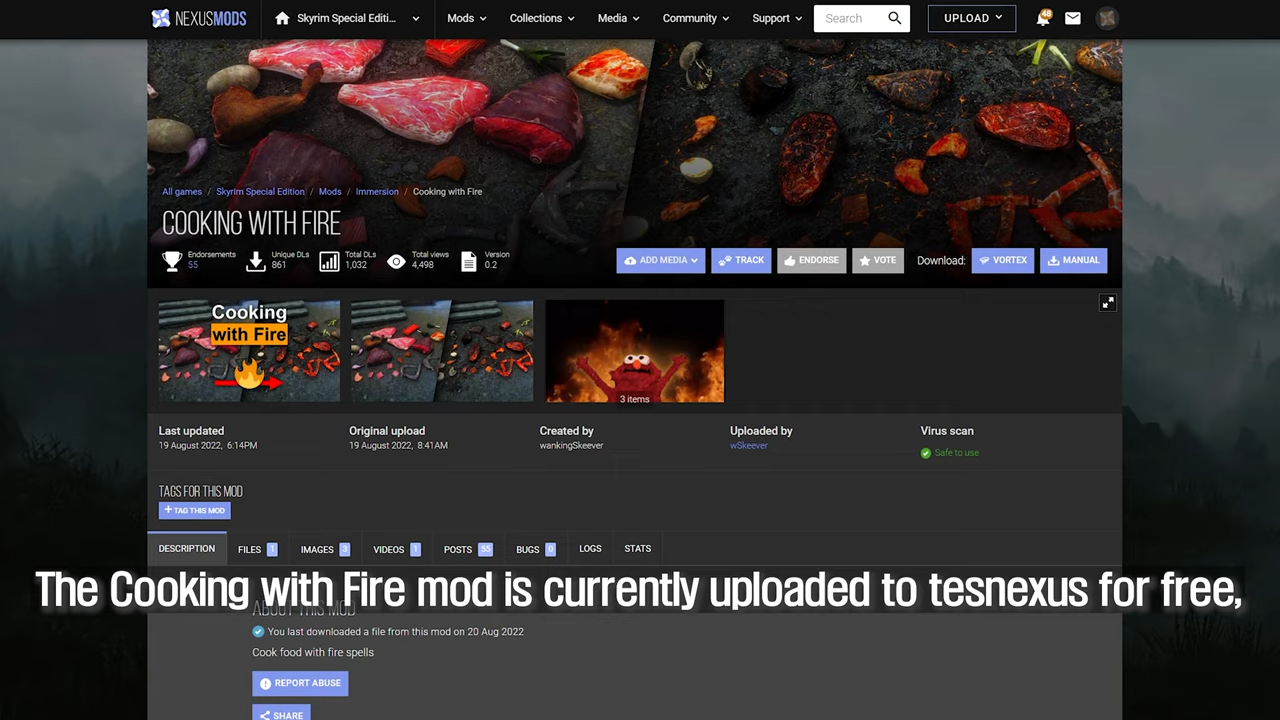 NEXUSMODS
Skyrim Special Editi...
Mods
Collections
Media
Community
Support
Search
UPLOAD
48
All games / Skyrim Special Edition / Mods / Immersion / Cooking with Fire
COOKING WITH FIRE
Endorsements
55
Unique DLs
861
Total DLs
1,032
Total views
4,498
Version
0.2
ADD MEDIA
TRACK
ENDORSE
VOTE
Download:
VORTEX
MANUAL
Cooking
with Fire
3 items
Last updated
19 August 2022, 6:14PM
Original upload
19 August 2022, 8:41AM
Created by
wankingSkeever
Uploaded by
wSkeever
Virus scan
Safe to use
TAGS FOR THIS MOD
+ TAG THIS MOD
DESCRIPTION
FILES 1
IMAGES 3
VIDEOS 1
POSTS 55
BUGS 0
LOGS
STATS
The Cooking with Fire mod is currently uploaded to tesnexus for free,
ABOUT THIS MOD
You last downloaded a file from this mod on 20 Aug 2022
Cook food with fire spells
REPORT ABUSE
SHARE